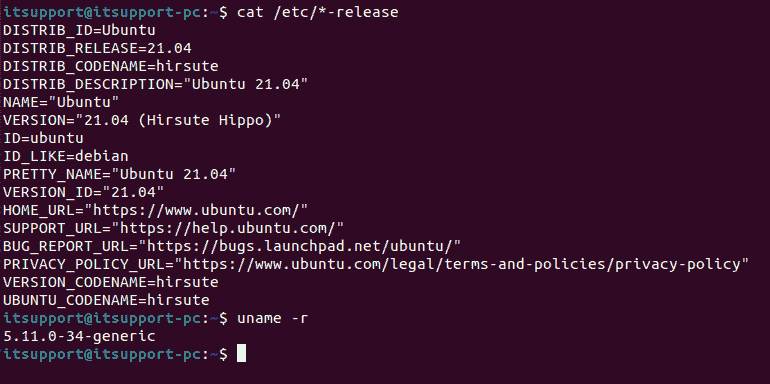 itsupport@itsupport-pc:~$ cat /etc/*-release
DISTRIB_ID=Ubuntu
DISTRIB_RELEASE=21.04
DISTRIB_CODENAME=hirsute
DISTRIB_DESCRIPTION="Ubuntu 21.04"
NAME="Ubuntu"
VERSION="21.04 (Hirsute Hippo)"
ID=ubuntu
ID_LIKE=debian
PRETTY_NAME="Ubuntu 21.04"
VERSION_ID="21.04"
HOME_URL="https://www.ubuntu.com/"
SUPPORT_URL="https://help.ubuntu.com/"
BUG_REPORT_URL="https://bugs.launchpad.net/ubuntu/"
PRIVACY_POLICY_URL="https://www.ubuntu.com/legal/terms-and-policies/privacy-policy"
VERSION_CODENAME=hirsute
UBUNTU_CODENAME=hirsute
itsupport@itsupport-pc:~$ uname -r
5.11.0-34-generic
itsupport@itsupport-pc:~$